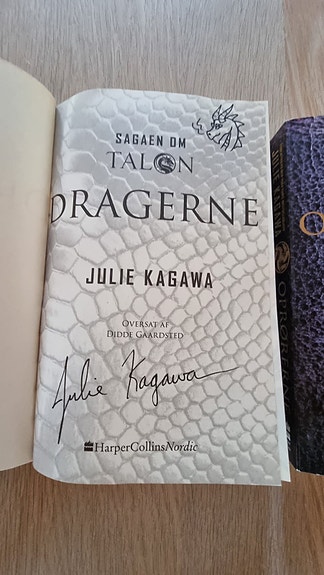 SAGAEN OM
TALON
DRAGERNE
JULIE KAGAWA
OVERSAT AF
DIDDE GAARDSTED
Julie Kagawa
HarperCollinsNordic